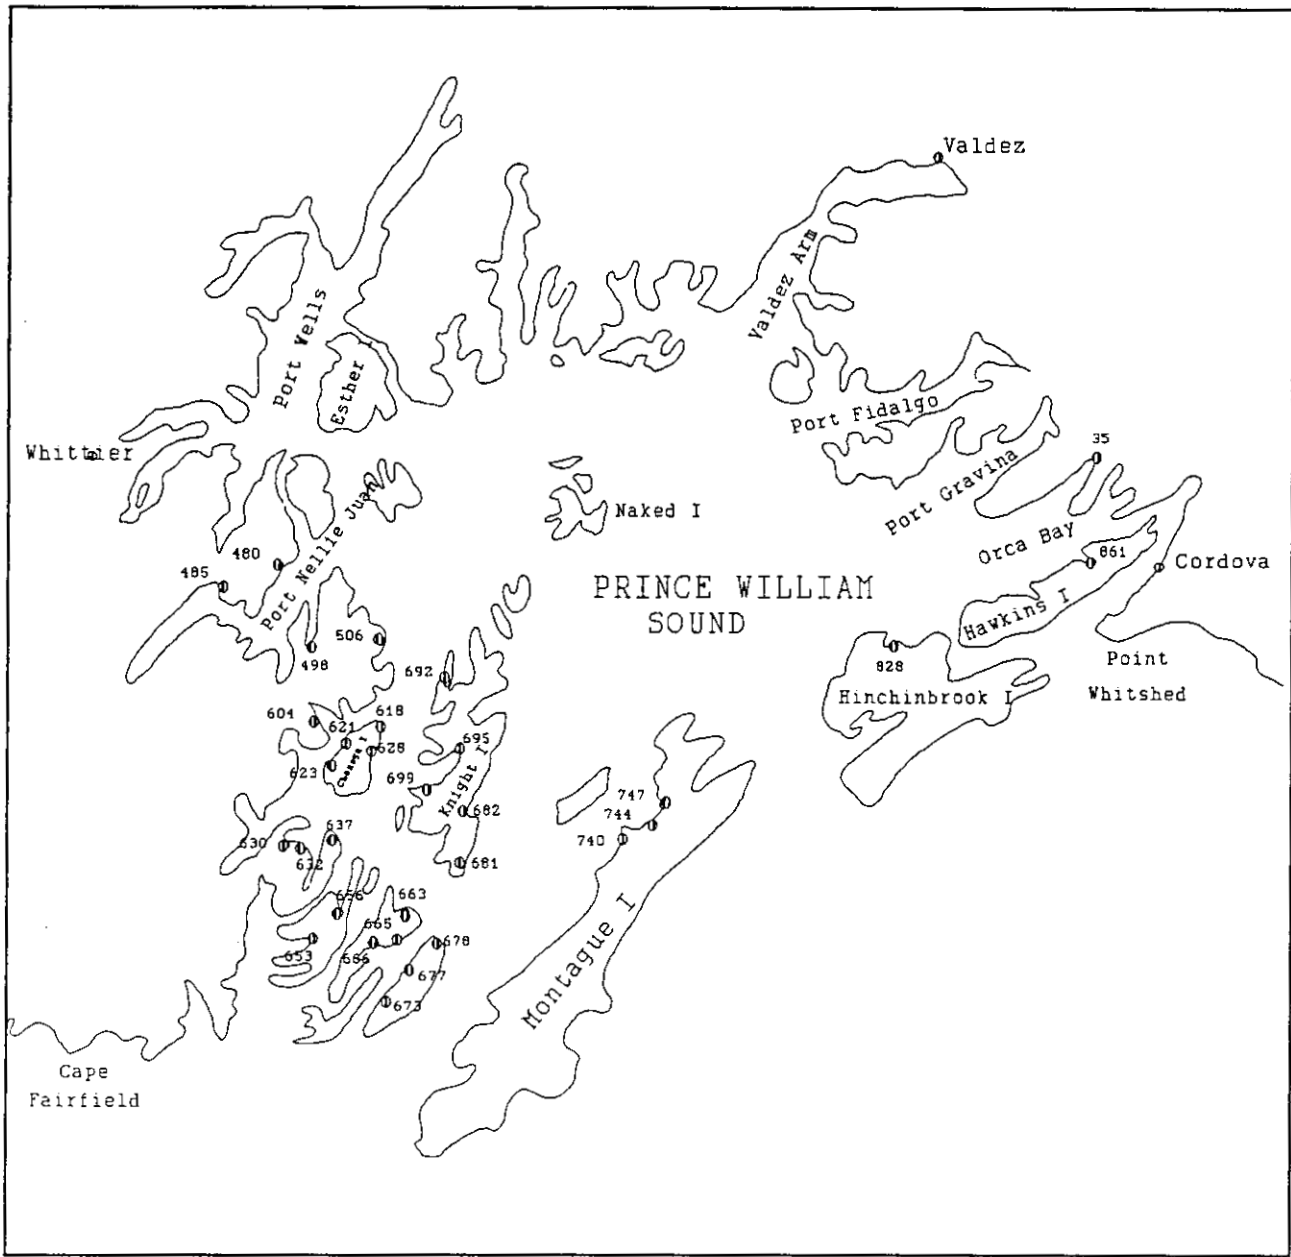 Valdez
Valdez Arm
Port Wells
Esther I
Port Fidalgo
Whittier
35
Port Gravina
Naked I
Port Nellie Juan
Orca Bay
480
861
Cordova
485
PRINCE WILLIAM
SOUND
Hawkins I
506
498
828
Point
Whitshed
692
Hinchinbrook I
604
618
621
695
628
Chenega I
623
699
Knight I
747
682
744
637
740
630
632
681
656
663
665
678
653
666
677
Montague I
673
Cape
Fairfield